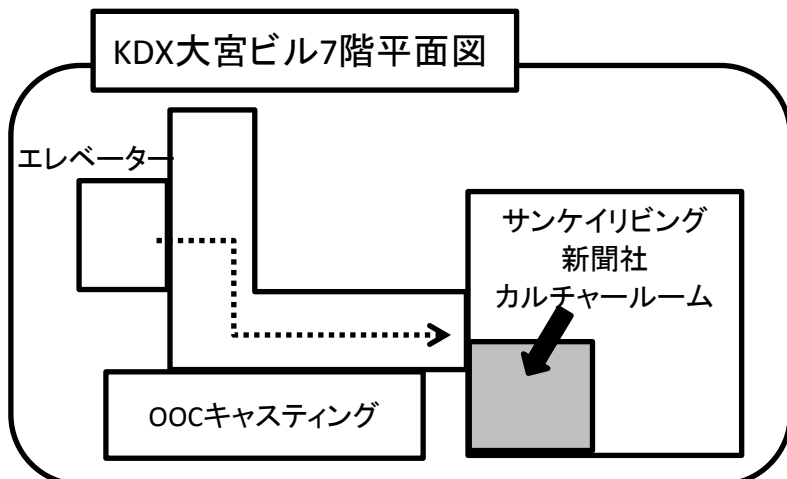 KDX大宮ビル7階平面図
エレベーター
サンケイリビング
新聞社
カルチャールーム
OOCキャスティング